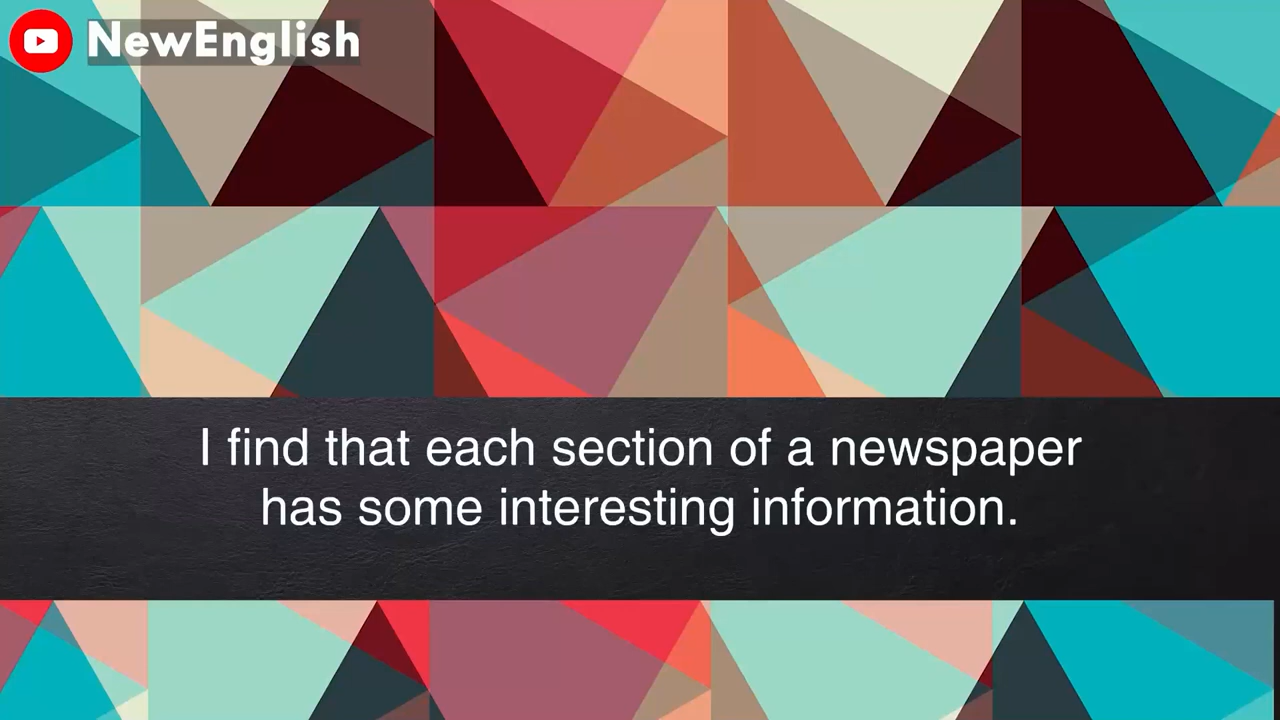 NewEnglish
I find that each section of a newspaper
has some interesting information.